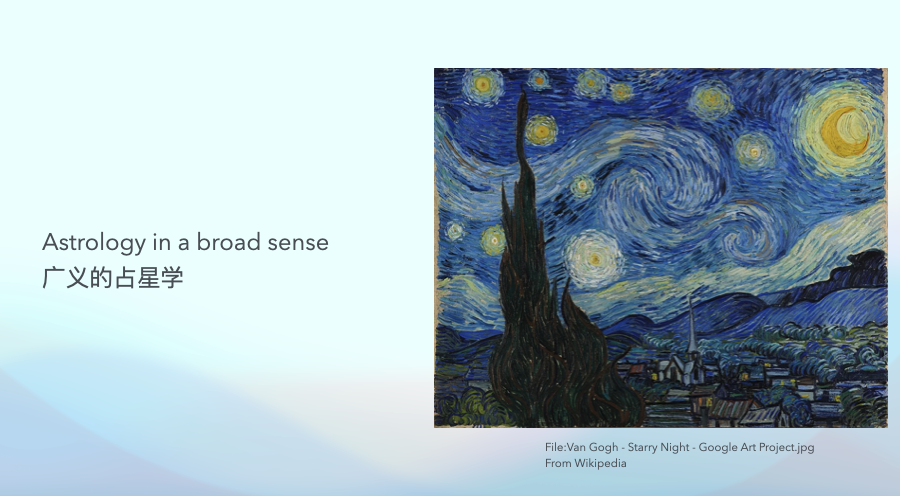 Astrology in a broad sense
广义的占星学
File:Van Gogh - Starry Night - Google Art Project.jpg
From Wikipedia